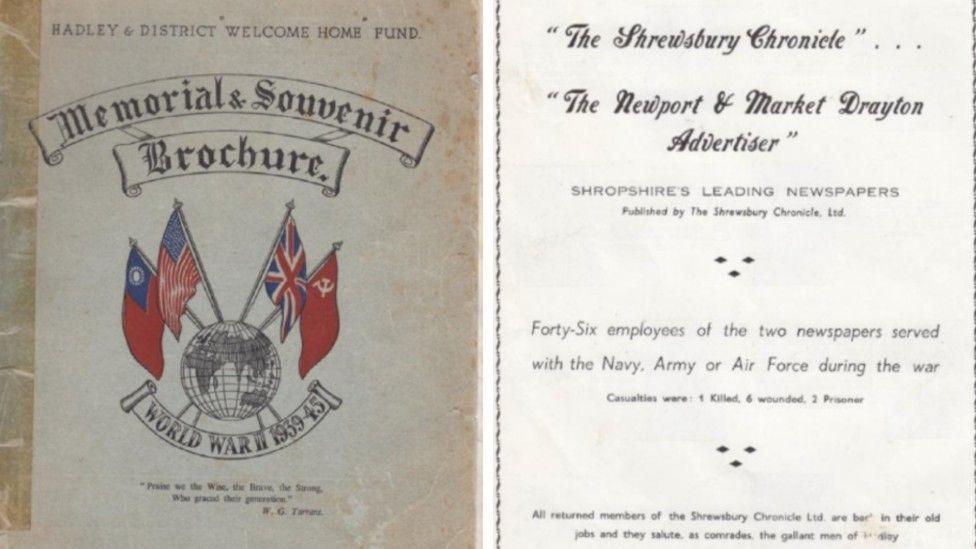 HADLEY & DISTRICT "WELCOME HOME" FUND.
Memorial & Souvenir
Brochure.
WORLD WAR II 1939-45
"Praise we the Wise, the Brave, the Strong,
Who graced their generation."
W. G. Tarrant.
"The Shrewsbury Chronicle" . . .
"The Newport & Market Drayton
Advertiser"
SHROPSHIRE'S LEADING NEWSPAPERS
Published by The Shrewsbury Chronicle, Ltd.
Forty-Six employees of the two newspapers served
with the Navy, Army or Air Force during the war
Casualties were: 1 Killed, 6 wounded, 2 Prisoner
All returned members of the Shrewsbury Chronicle Ltd. are in their old
jobs and they salute, as comrades, the gallant men of